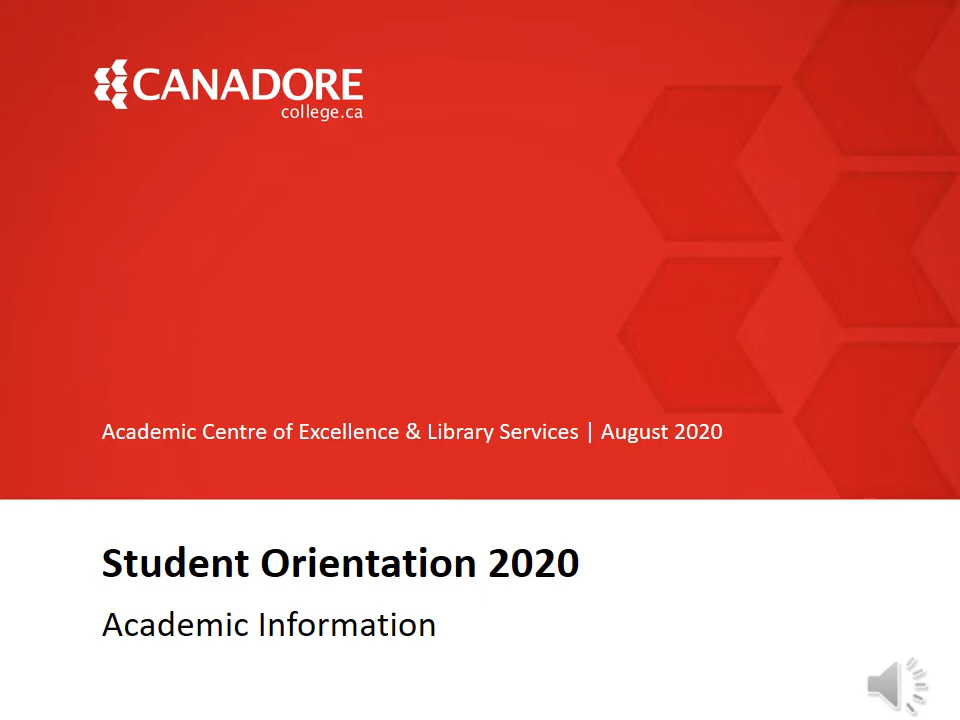 CANADORE
college.ca
Academic Centre of Excellence & Library Services | August 2020
Student Orientation 2020
Academic Information